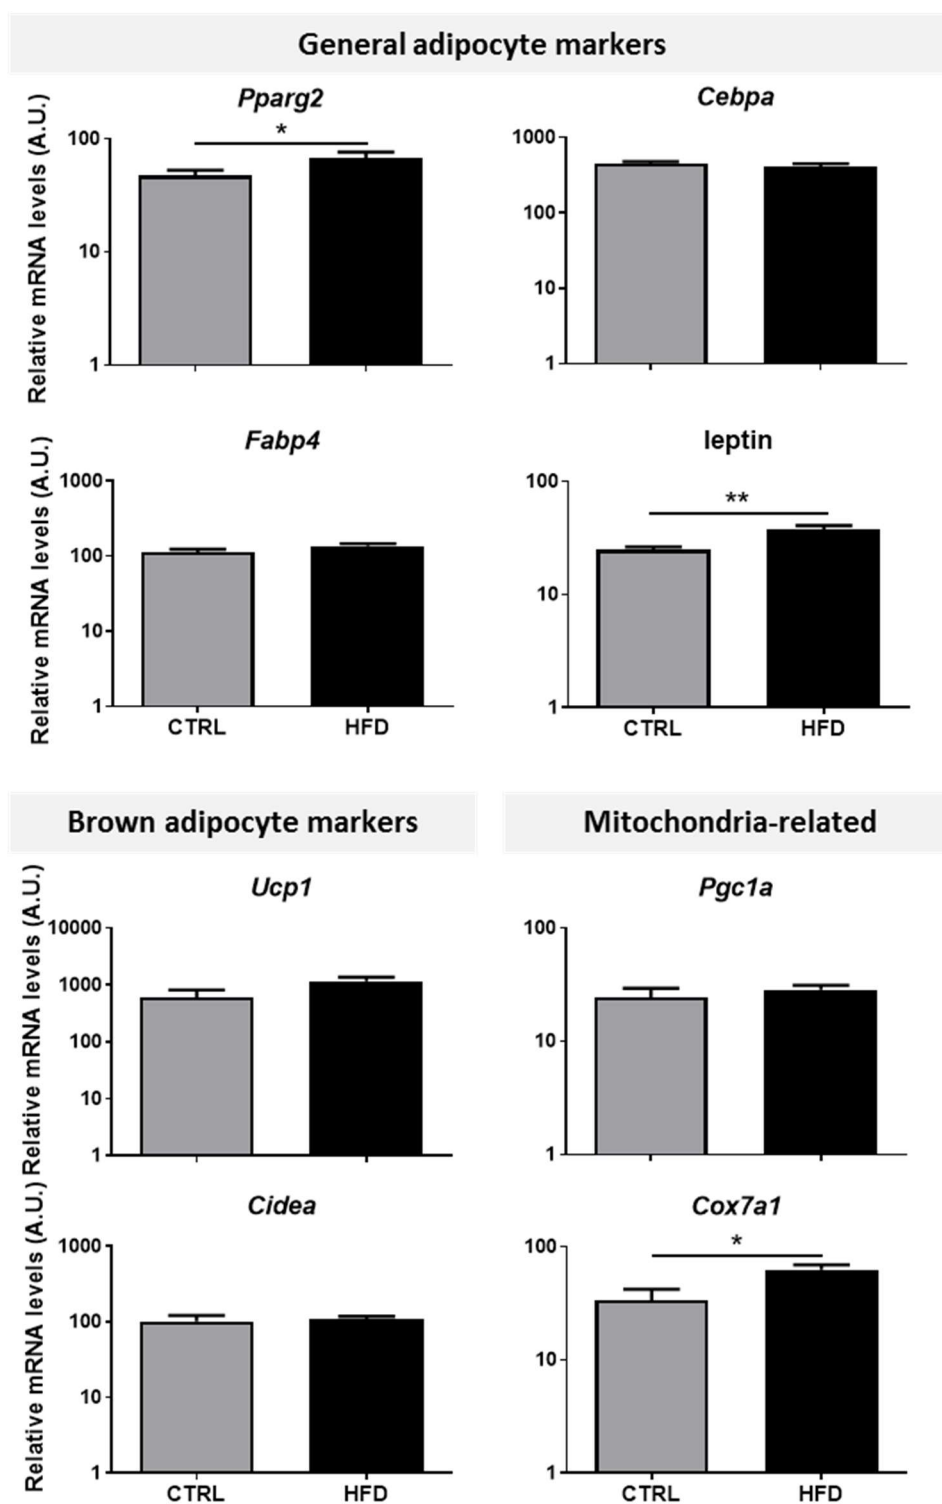 General adipocyte markers
Pparg2
Cebpa
Relative mRNA levels (A.U.)
100
10
1
*
1000
100
10
1
Fabp4
leptin
Relative mRNA levels (A.U.)
1000
100
10
1
CTRL
HFD
100
10
1
**
CTRL
HFD
Brown adipocyte markers
Mitochondria-related
Ucp1
Pgc1a
Relative mRNA levels (A.U.)
10000
1000
100
10
1
100
10
1
Cidea
Cox7a1
Relative mRNA levels (A.U.)
1000
100
10
1
CTRL
HFD
100
10
1
*
CTRL
HFD